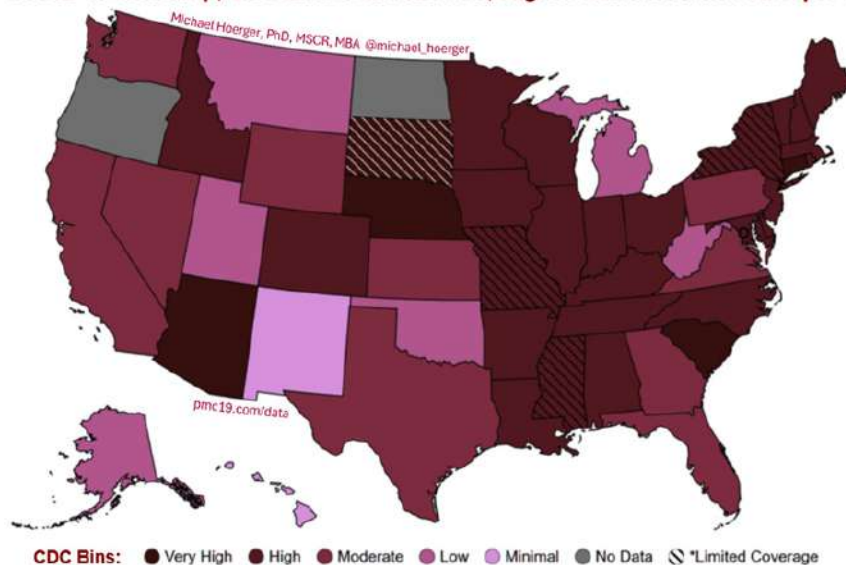 Michael Hoerger, PhD, MSCR, MBA @michael_hoerger
pmc19.com/data
CDC Bins: Very High High Moderate Low Minimal No Data *Limited Coverage